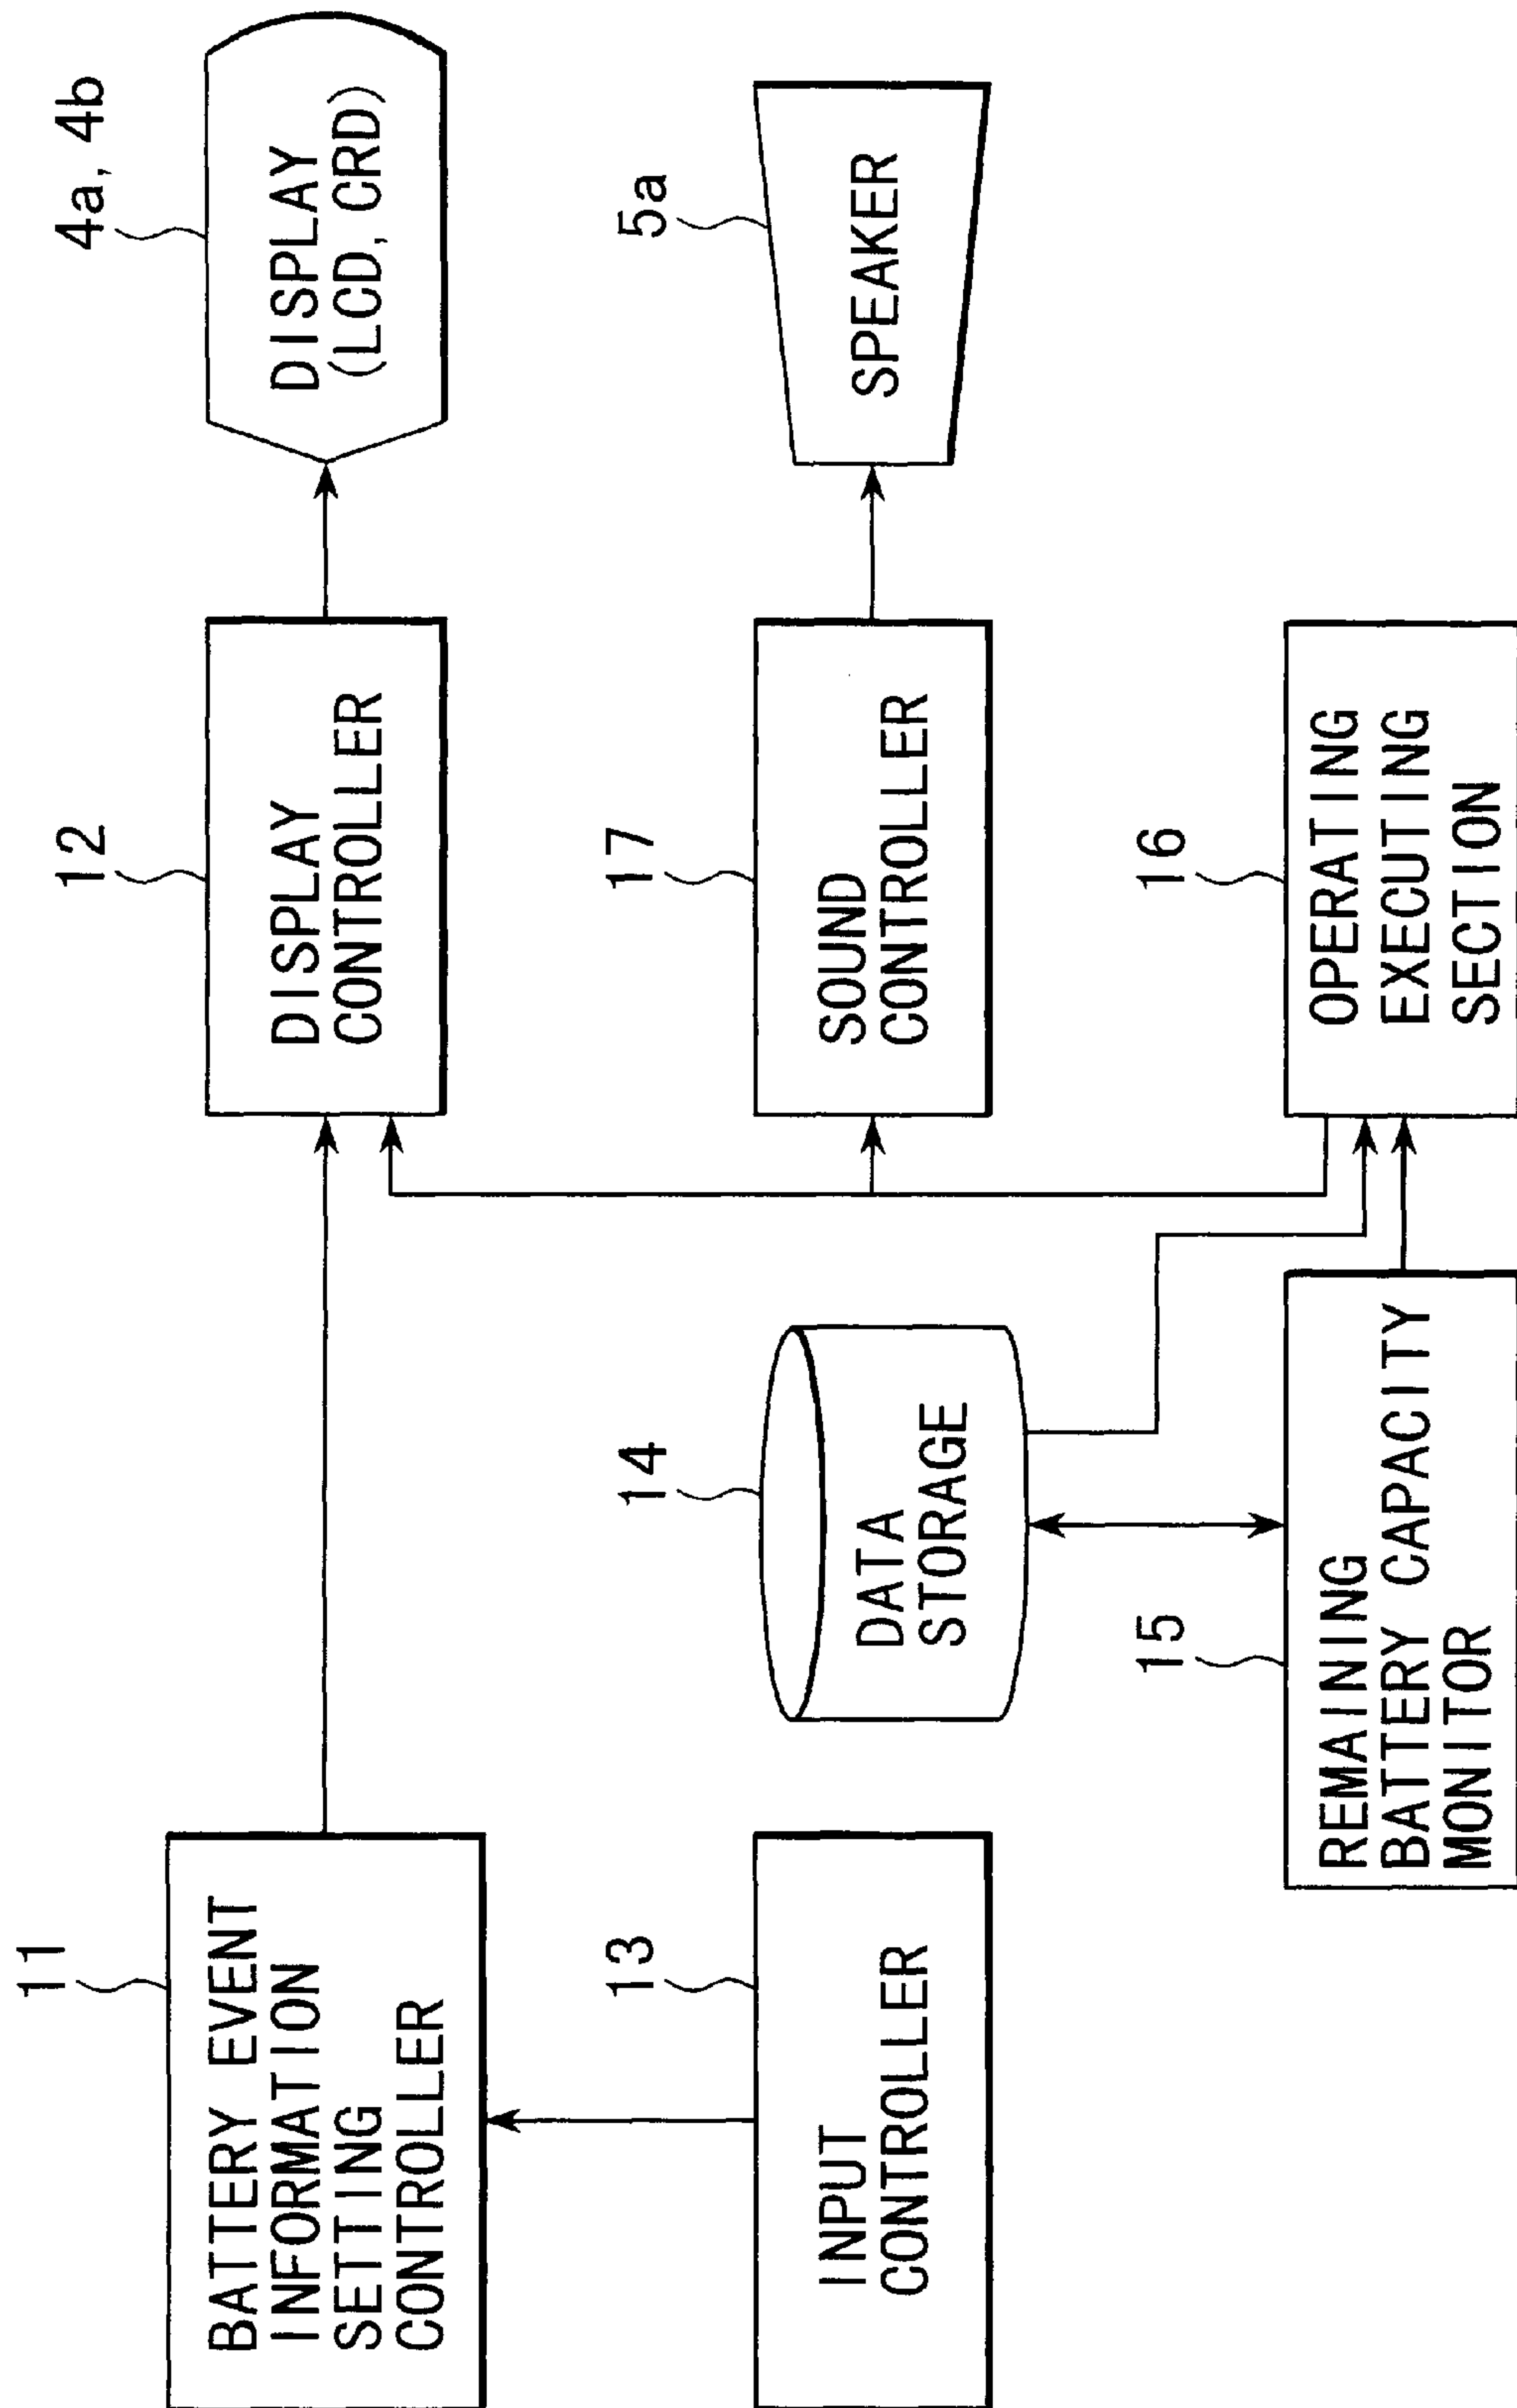 11
BATTERY EVENT
INFORMATION
SETTING
CONTROLLER
12
DISPLAY
CONTROLLER
4a, 4b
DISPLAY
(LCD, CRD)
13
INPUT
CONTROLLER
14
DATA
STORAGE
17
SOUND
CONTROLLER
5a
SPEAKER
15
REMAINING
BATTERY CAPACITY
MONITOR
16
OPERATING
EXECUTING
SECTION